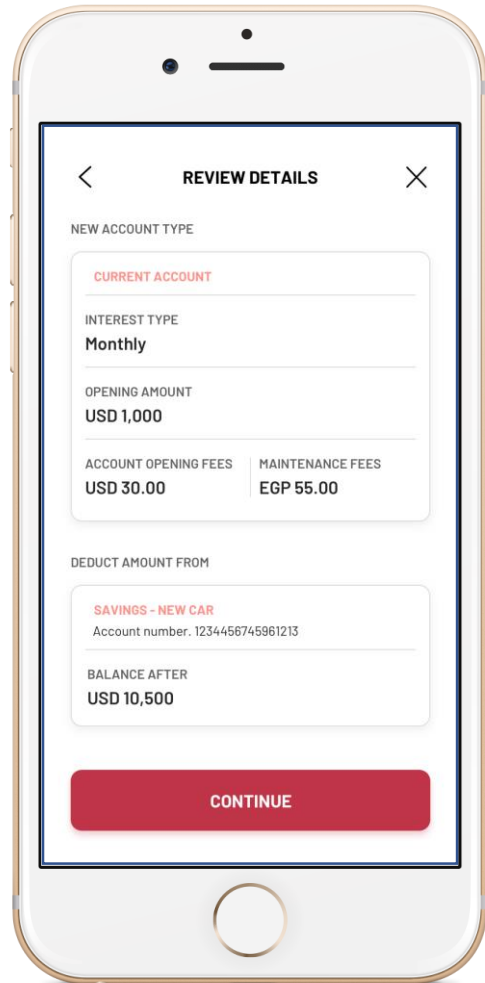 REVIEW DETAILS
NEW ACCOUNT TYPE
CURRENT ACCOUNT
INTEREST TYPE
Monthly
OPENING AMOUNT
USD 1,000
ACCOUNT OPENING FEES MAINTENANCE FEES
USD 30.00 EGP 55.00
DEDUCT AMOUNT FROM
SAVINGS - NEW CAR
Account number. 1234456745961213
BALANCE AFTER
USD 10,500
CONTINUE